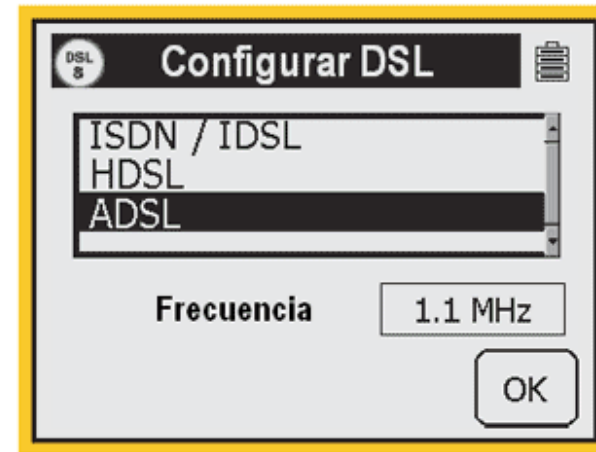 DSL
8
Configurar DSL
ISDN / IDSL
HDSL
ADSL
Frecuencia 1.1 MHz
OK